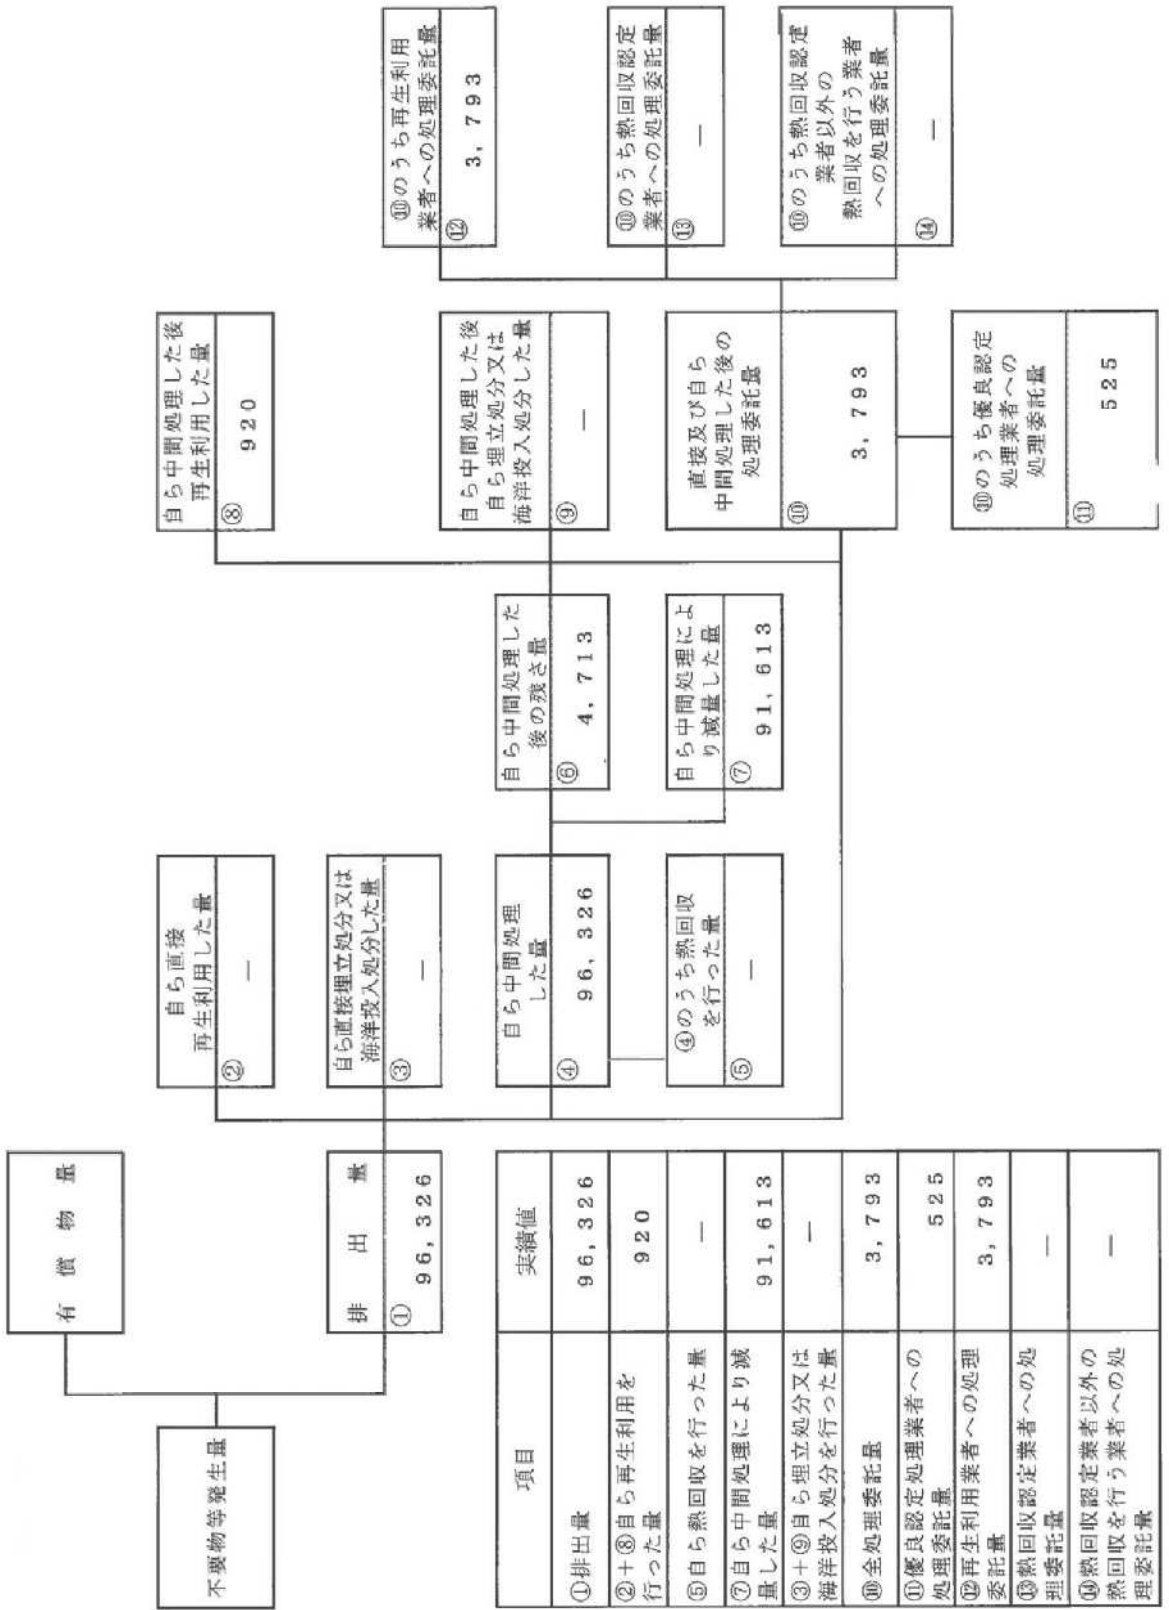 不要物等発生量
有償物量
排出量
①
96,326
自ら直接
再生利用した量
②
―
自ら直接埋立処分又は
海洋投入処分した量
③
―
自ら中間処理
した量
④
96,326
④のうち熱回収
を行った量
⑤
―
自ら中間処理した
後の残さ量
⑥
4,713
自ら中間処理によ
り減量した量
⑦
91,613
自ら中間処理した後
再生利用した量
⑧
920
自ら中間処理した後
自ら埋立処分又は
海洋投入処分した量
⑨
―
直接及び自ら
中間処理した後の
処理委託量
⑩
3,793
⑩のうち優良認定
処理業者への
処理委託量
⑪
525
⑩のうち再生利用
業者への処理委託量
⑫
3,793
⑩のうち熱回収認定
業者への処理委託量
⑬
―
⑩のうち熱回収認定
業者以外の
熱回収を行う業者
への処理委託量
⑭
―
項目 実績値
①排出量 96,326
②+⑧自ら再生利用を
行った量 920
⑤自ら熱回収を行った量 ―
⑦自ら中間処理により減
量した量 91,613
③+⑨自ら埋立処分又は
海洋投入処分を行った量 ―
⑩全処理委託量 3,793
⑪優良認定処理業者への
処理委託量 525
⑫再生利用業者への処理
委託量 3,793
⑬熱回収認定業者への処
理委託量 ―
⑭熱回収認定業者以外の
熱回収を行う業者への処
理委託量 ―